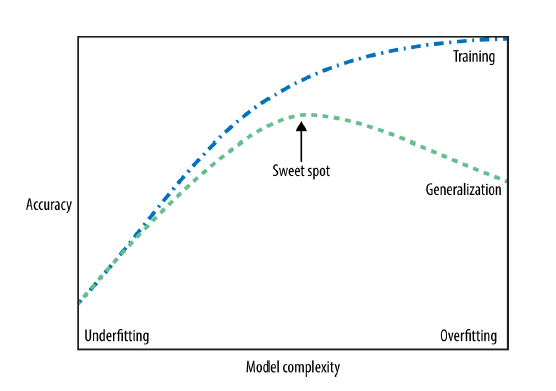 Training
Sweet spot
Generalization
Accuracy
Underfitting
Overfitting
Model complexity